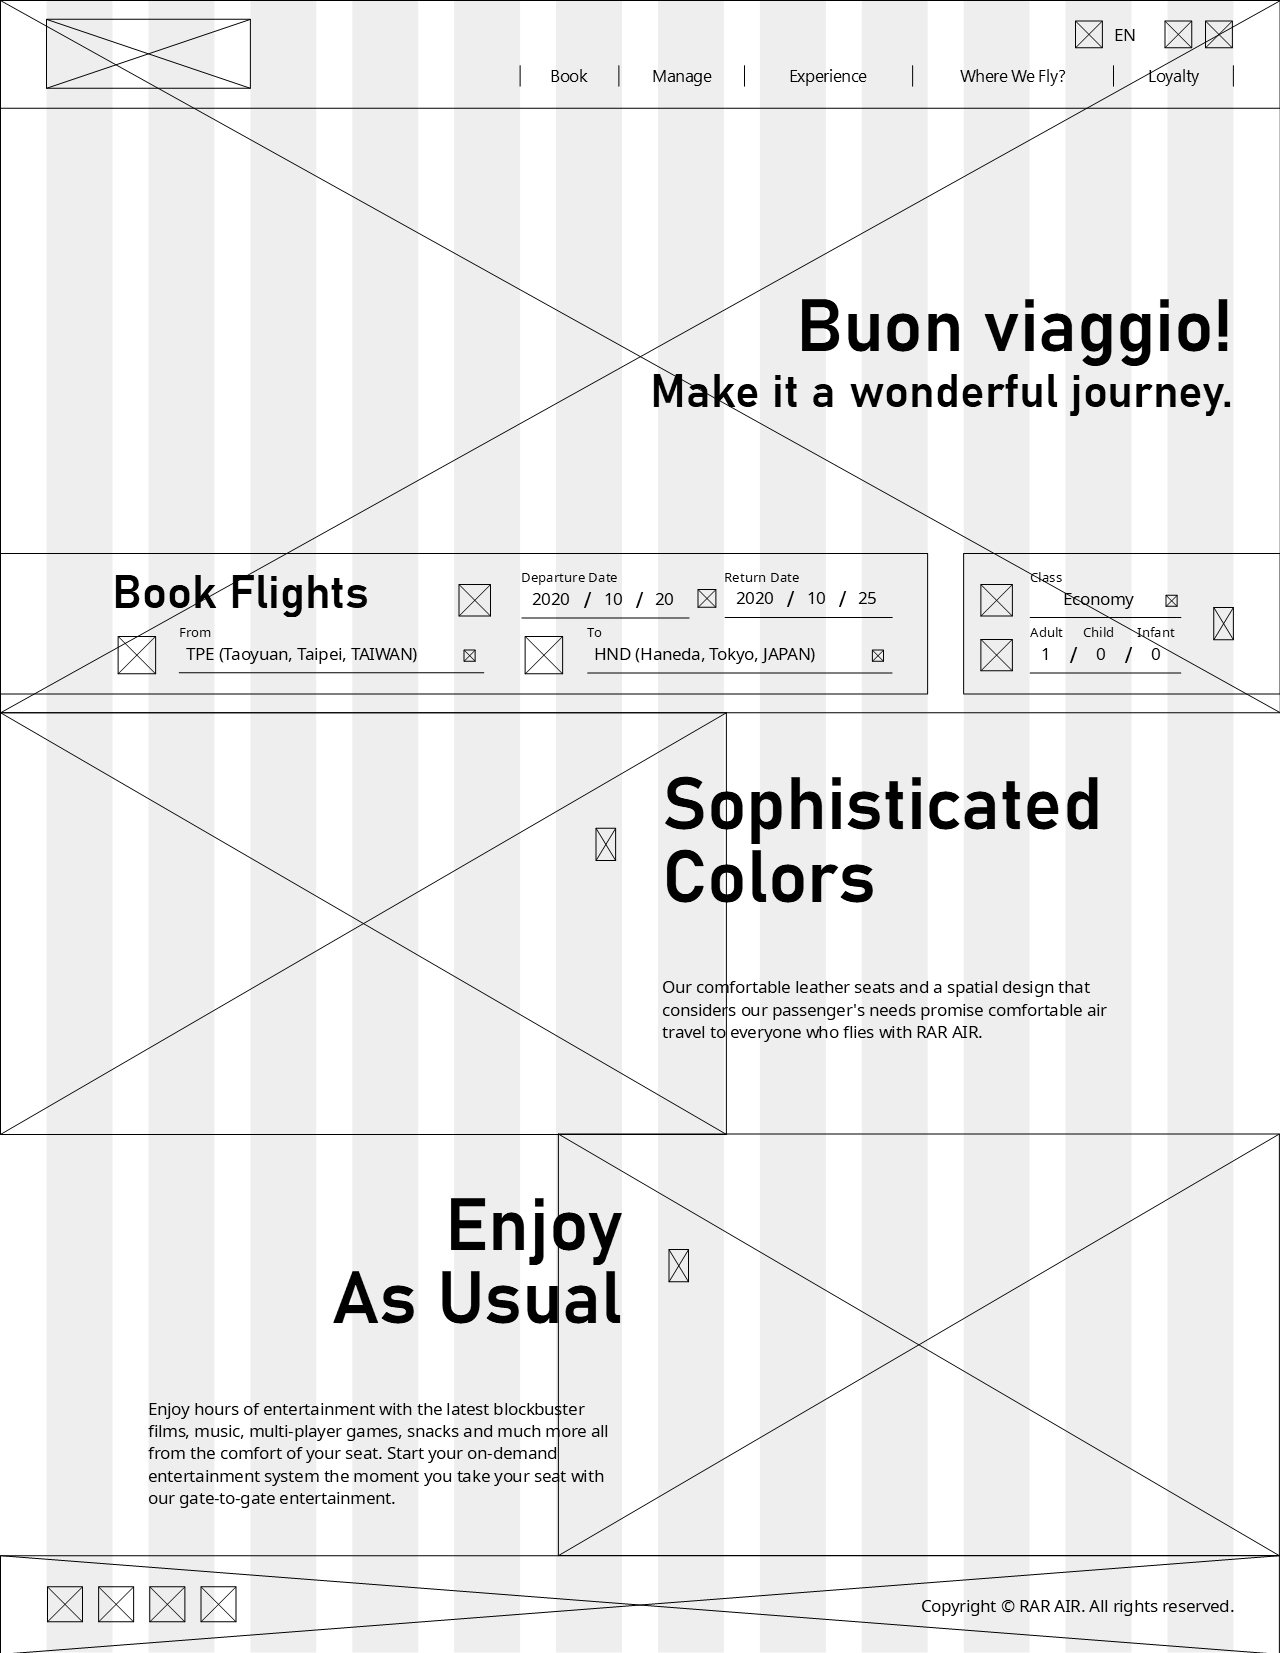 EN
Book
Manage
Experience
Where We Fly?
Loyalty
Buon viaggio!
Make it a wonderful journey.
Book Flights
Departure Date
2020 / 10 / 20
Return Date
2020 / 10 / 25
From
TPE (Taoyuan, Taipei, TAIWAN)
To
HND (Haneda, Tokyo, JAPAN)
Class
Economy
Adult Child Infant
1 / 0 / 0
Sophisticated
Colors
Our comfortable leather seats and a spatial design that
considers our passenger's needs promise comfortable air
travel to everyone who flies with RAR AIR.
Enjoy
As Usual
Enjoy hours of entertainment with the latest blockbuster
films, music, multi-player games, snacks and much more all
from the comfort of your seat. Start your on-demand
entertainment system the moment you take your seat with
our gate-to-gate entertainment.
Copyright © RAR AIR. All rights reserved.